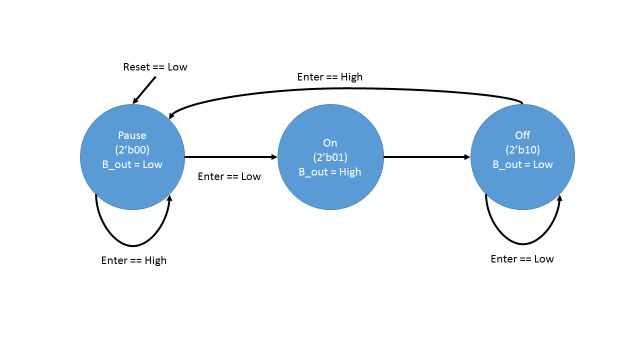 Reset == Low
Enter == High
Pause
(2'b00)
B_out = Low
On
(2'b01)
B_out = High
Off
(2'b10)
B_out = Low
Enter == Low
Enter == High
Enter == Low